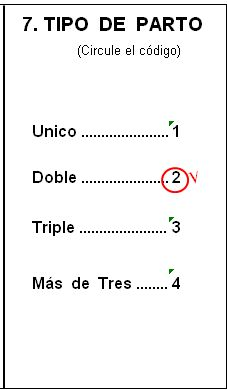 7. TIPO DE PARTO
(Circule el código)
Unico ...................... 1
Doble ...................... 2 √
Triple ...................... 3
Más de Tres ........ 4